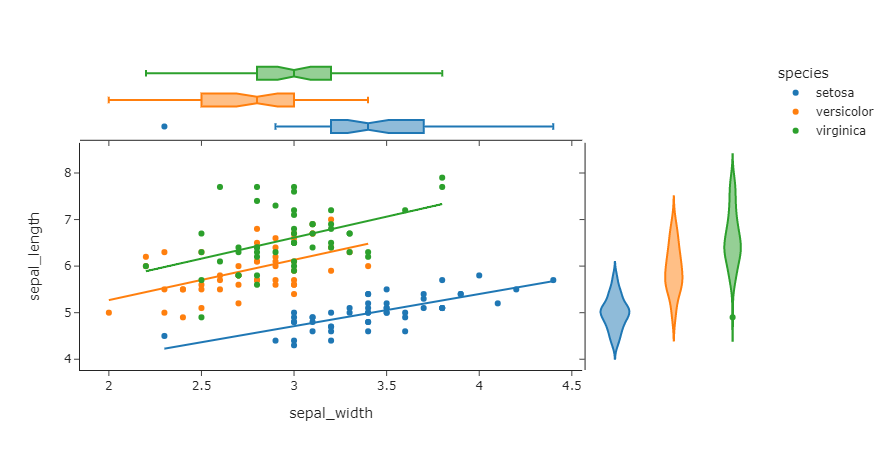 species
setosa
versicolor
virginica
sepal_length
8
7
6
5
4
2
2.5
3
3.5
4
4.5
sepal_width